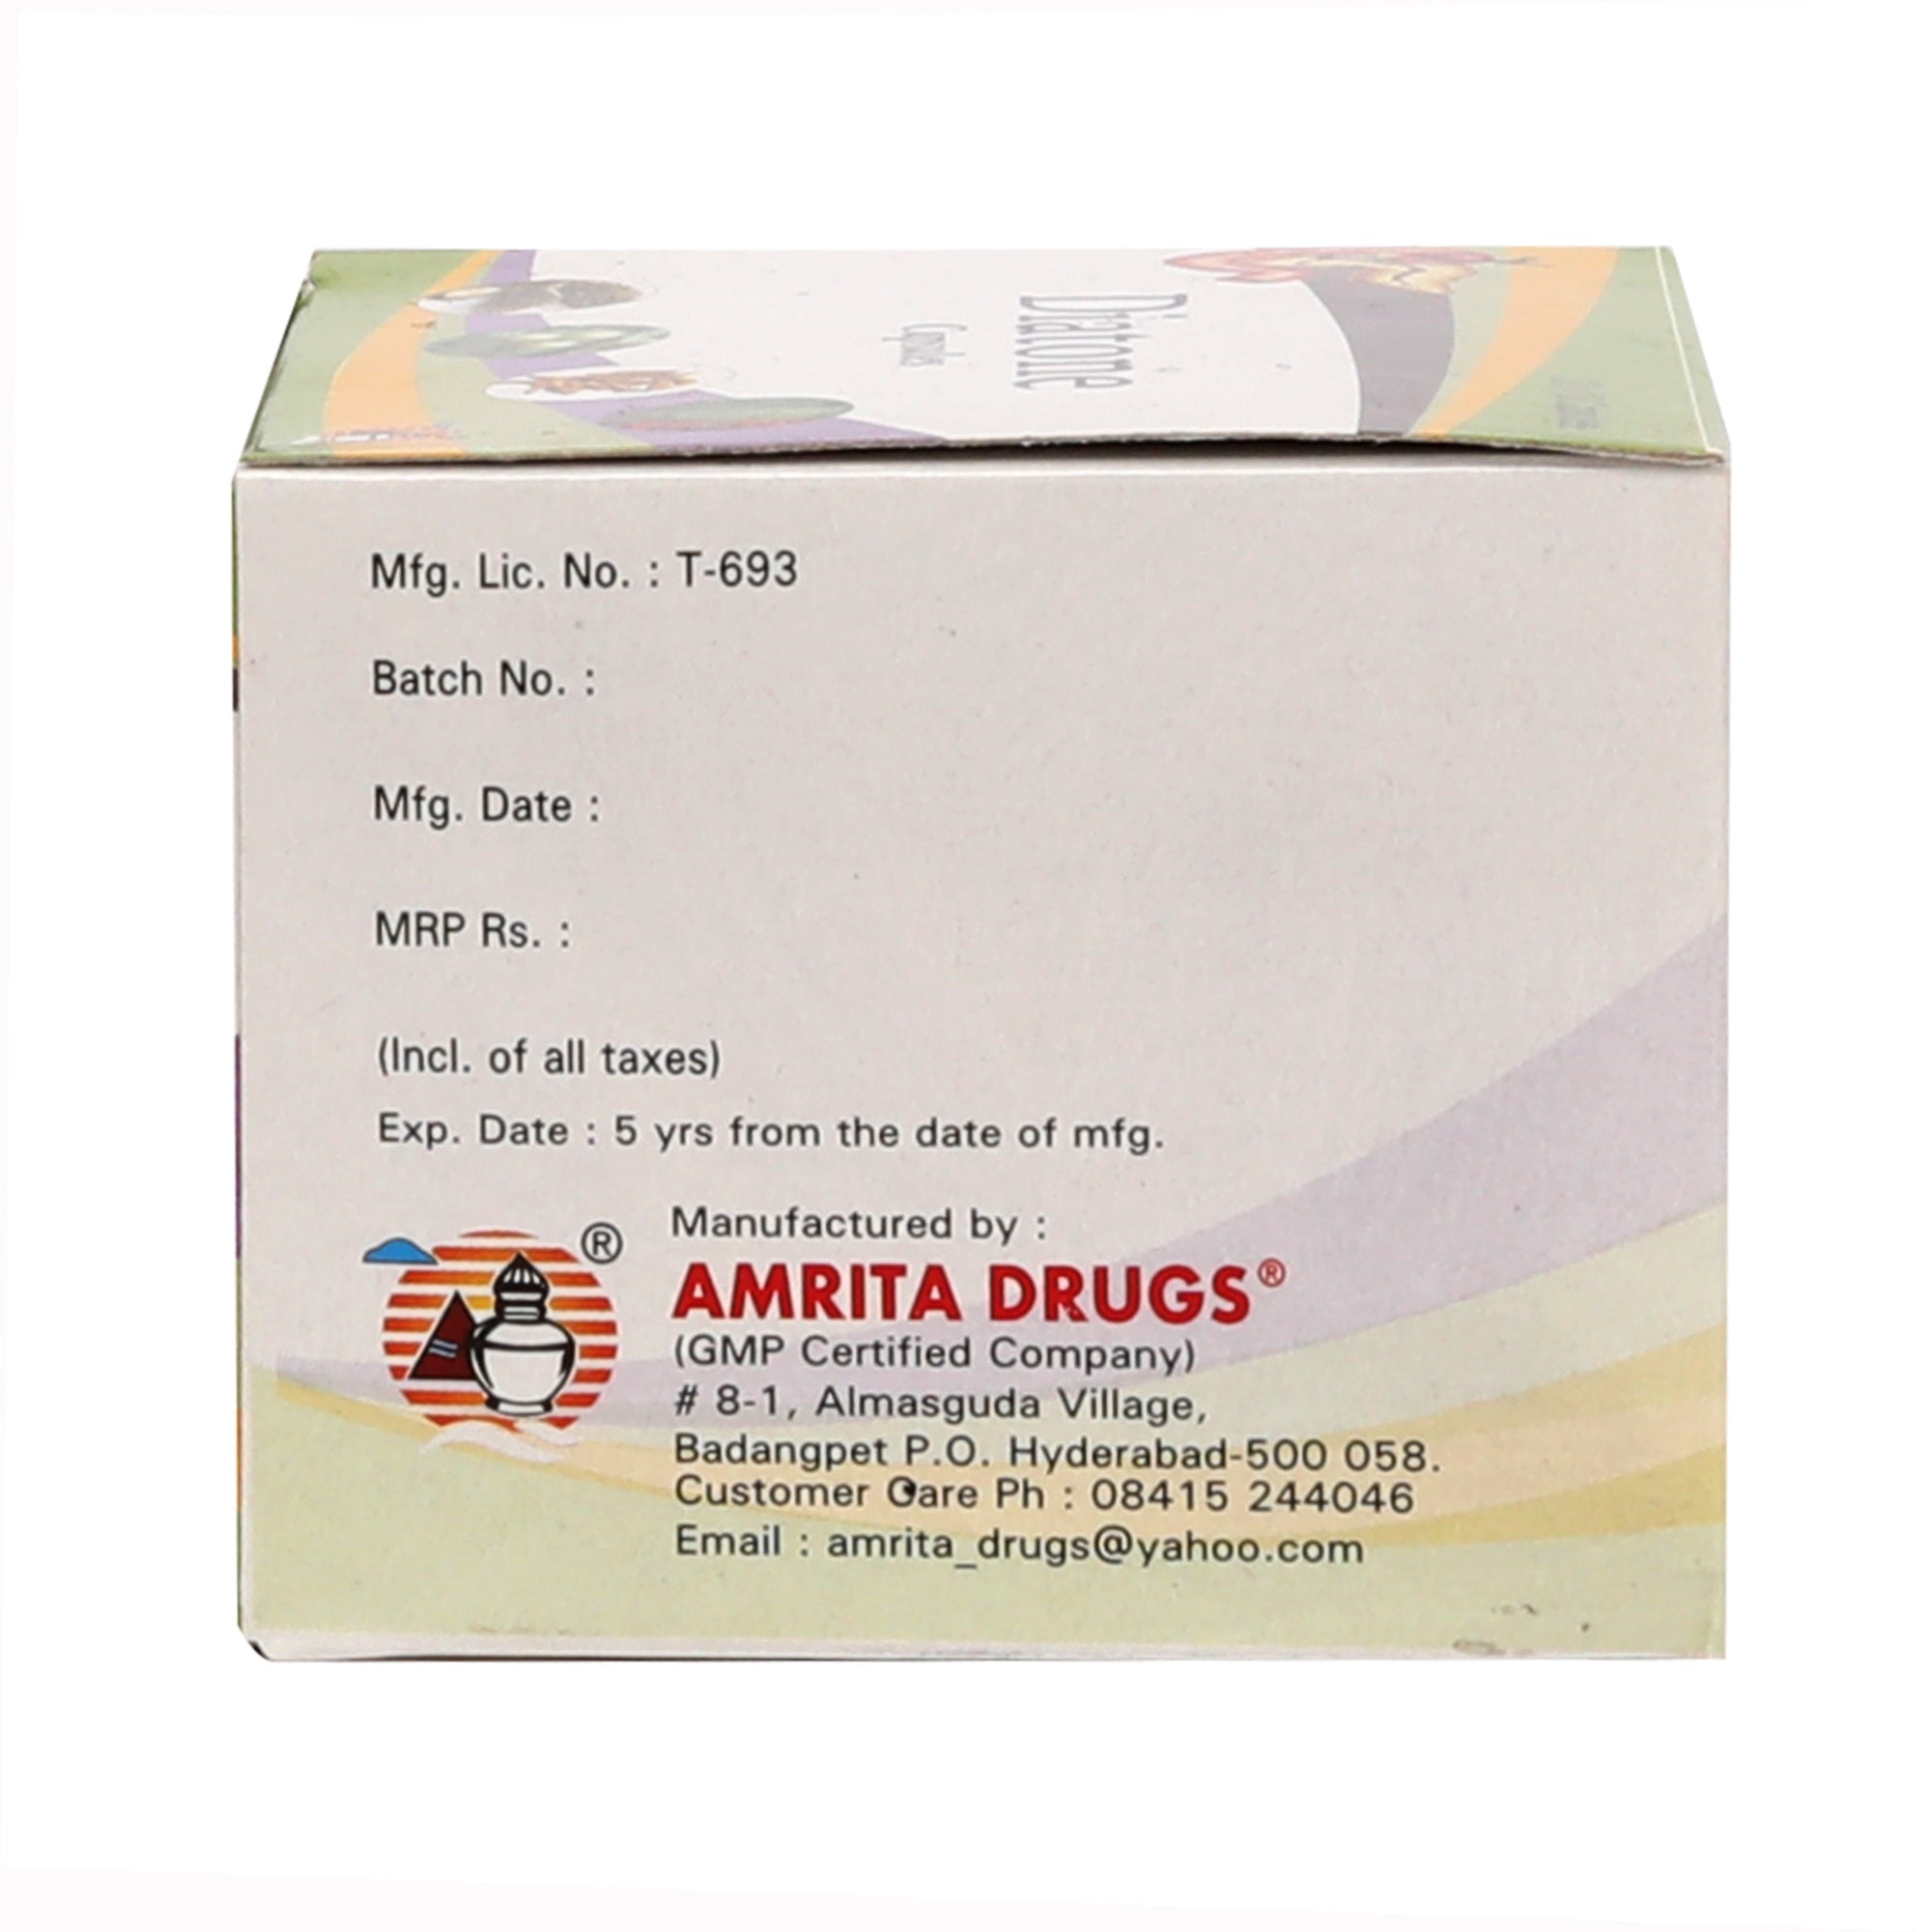 Diatone
Capsules
Mfg. Lic. No. : T-693
Batch No. :
Mfg. Date :
MRP Rs. :
(Incl. of all taxes)
Exp. Date : 5 yrs from the date of mfg.
®
Manufactured by :
AMRITA DRUGS®
(GMP Certified Company)
# 8-1, Almasguda Village,
Badangpet P.O. Hyderabad-500 058.
Customer Care Ph : 08415 244046
Email : amrita_drugs@yahoo.com